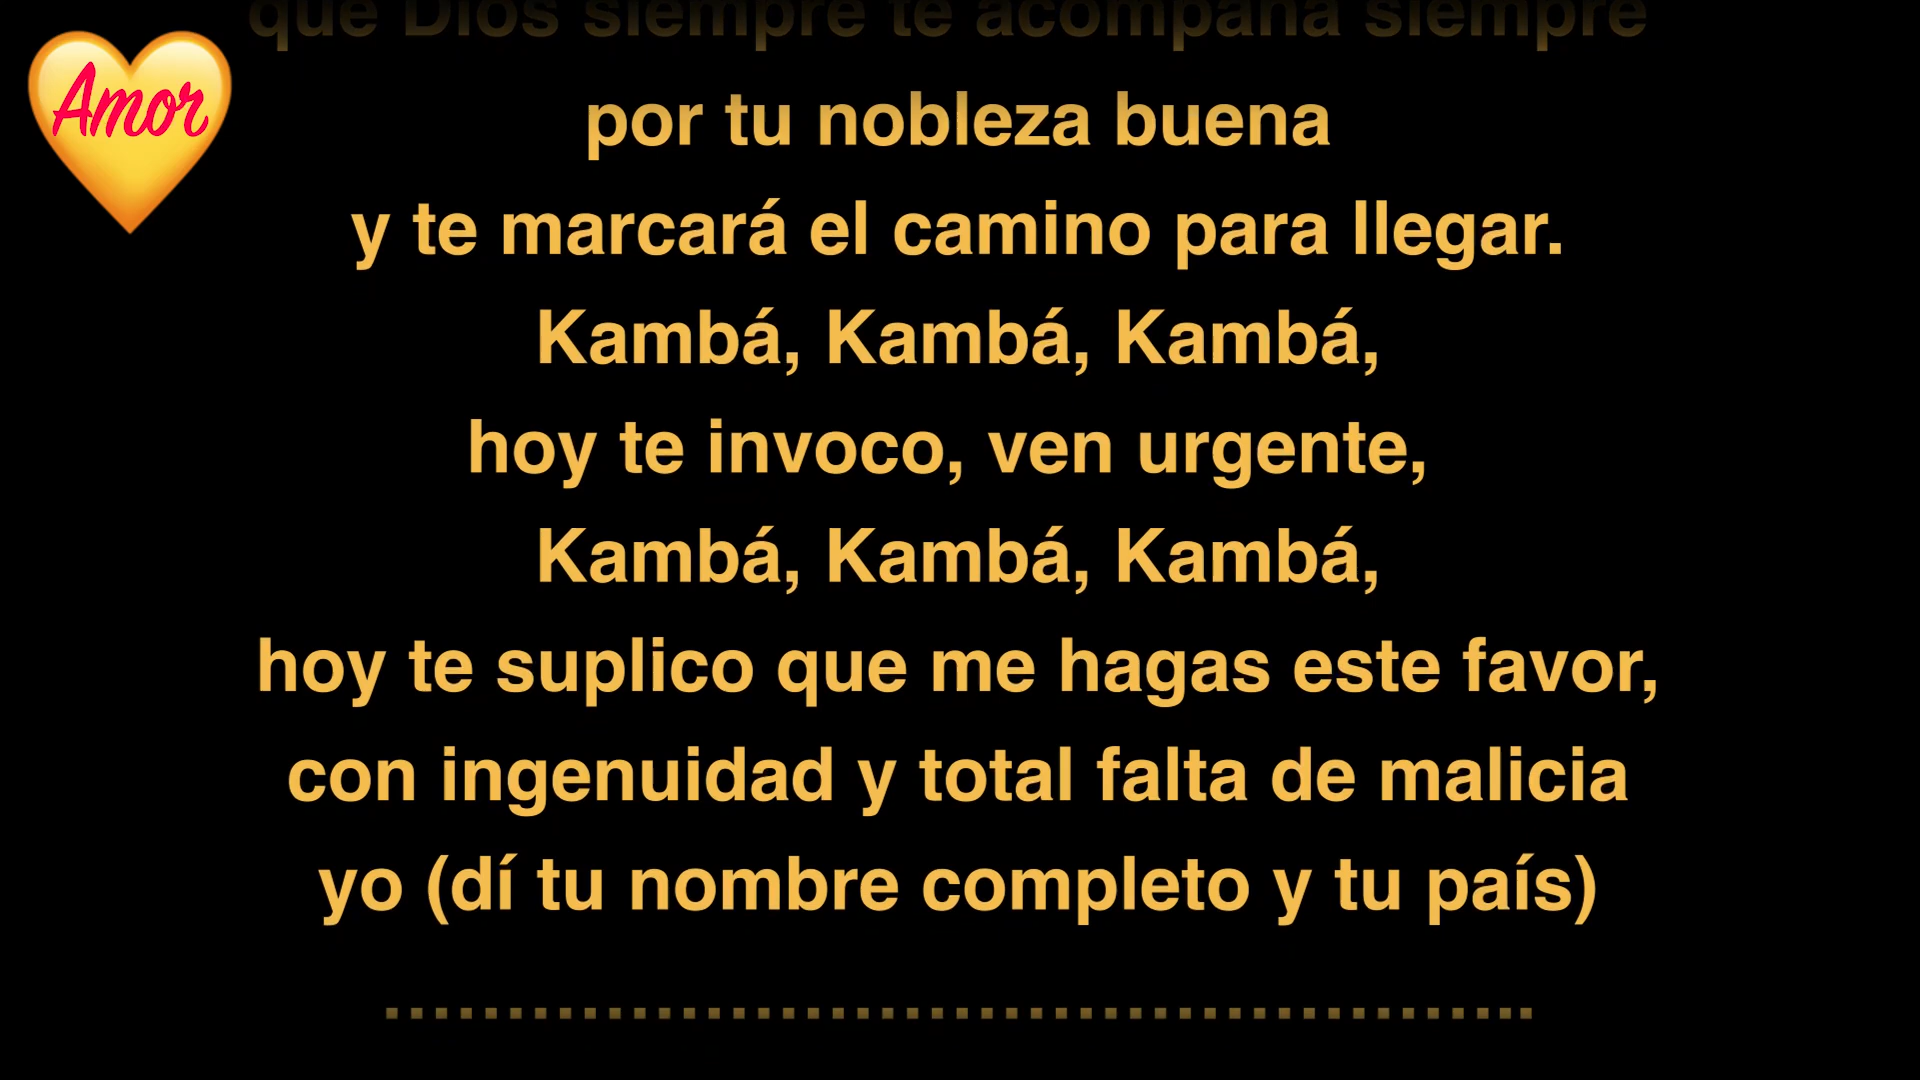 Amor
que Dios siempre te acompaña siempre
por tu nobleza buena
y te marcará el camino para llegar.
Kambá, Kambá, Kambá,
hoy te invoco, ven urgente,
Kambá, Kambá, Kambá,
hoy te suplico que me hagas este favor,
con ingenuidad y total falta de malicia
yo (dí tu nombre completo y tu país)
...............................................